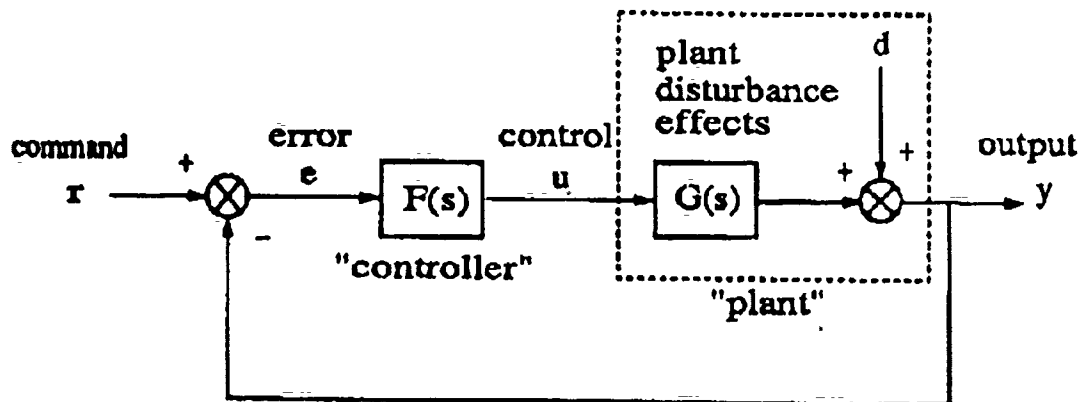 plant
disturbance
effects
d
command
error
control
output
+
+
+
r
e
F(s)
u
G(s)
y
-
"controller"
"plant"